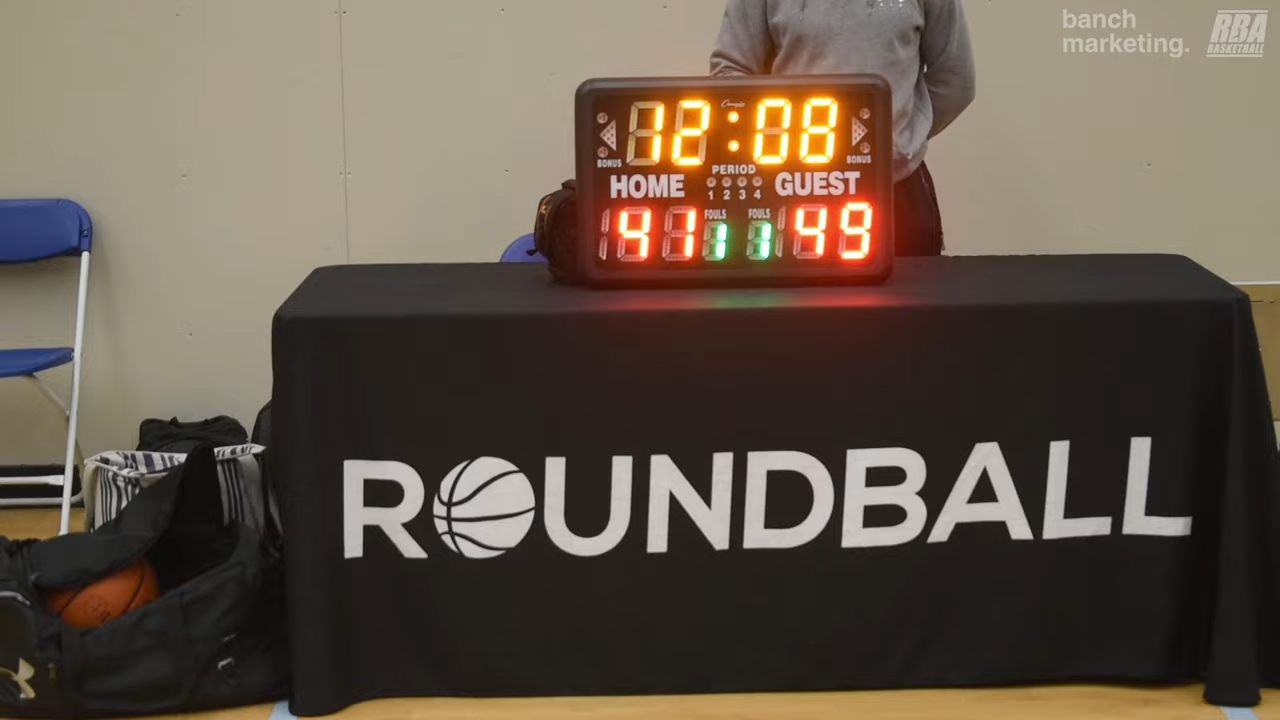 banch
marketing.
RBA
BASKETBALL
12:08
BONUS
BONUS
PERIOD
HOME
GUEST
1 2 3 4
FOULS
FOULS
41
1
1
49
ROUNDBALL